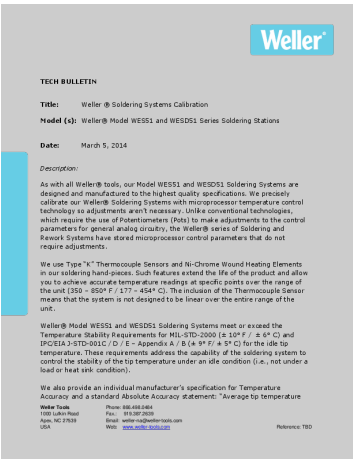 Weller®
TECH BULLETIN
Title: Weller ® Soldering Systems Calibration
Model (s): Weller® Model WES51 and WESD51 Series Soldering Stations
Date: March 5, 2014
Description:
As with all Weller® tools, our Model WES51 and WESD51 Soldering Systems are
designed and manufactured to the highest quality specifications. We precisely
calibrate our Weller® Soldering Systems with microprocessor temperature control
technology so adjustments aren't necessary. Unlike conventional technologies,
which require the use of Potentiometers (Pots) to make adjustments to the control
parameters for general analog circuitry, the Weller® series of Soldering and
Rework Systems have stored microprocessor control parameters that do not
require adjustments.
We use Type "K" Thermocouple Sensors and Ni-Chrome Wound Heating Elements
in our soldering hand-pieces. Such features extend the life of the product and allow
you to achieve accurate temperature readings at specific points over the range of
the unit (350 – 850° F / 177 – 454° C). The inclusion of the Thermocouple Sensor
means that the system is not designed to be linear over the entire range of the
unit.
Weller® Model WES51 and WESD51 Soldering Systems meet or exceed the
Temperature Stability Requirements for MIL-STD-2000 (± 10° F / ± 6° C) and
IPC/EIA J-STD-001C / D / E – Appendix A / B (± 9° F/ ± 5° C) for the idle tip
temperature. These requirements address the capability of the soldering system to
control the stability of the tip temperature under an idle condition (i.e., not under a
load or heat sink condition).
We also provide an individual manufacturer's specification for Temperature
Accuracy and a standard Absolute Accuracy statement: "Average tip temperature
Weller Tools Phone: 800.490.0484
1000 Lufkin Road Fax.: 919.387.2639
Apex, NC 27539 Email: weller-na@weller-tools.com
USA Web: www.weller-tools.com Reference: TBD